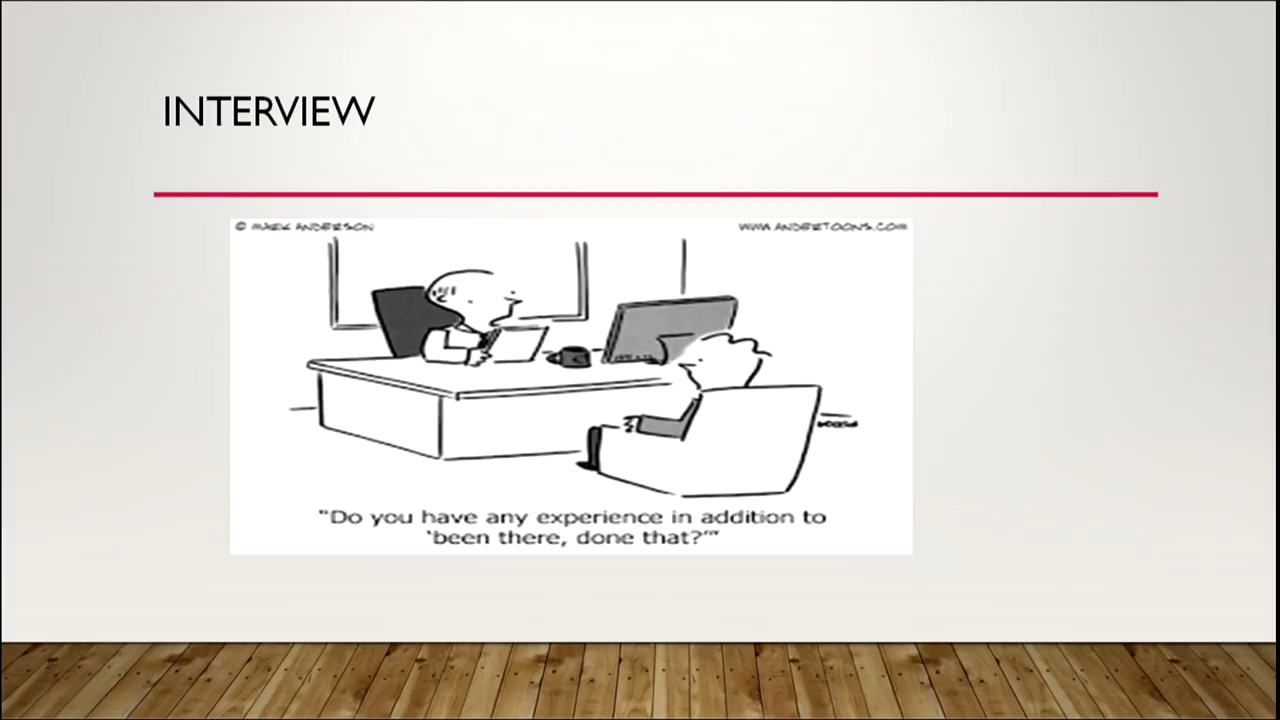 INTERVIEW
© MARK ANDERSON
WWW.ANDERTOONS.COM
"Do you have any experience in addition to
'been there, done that?'"